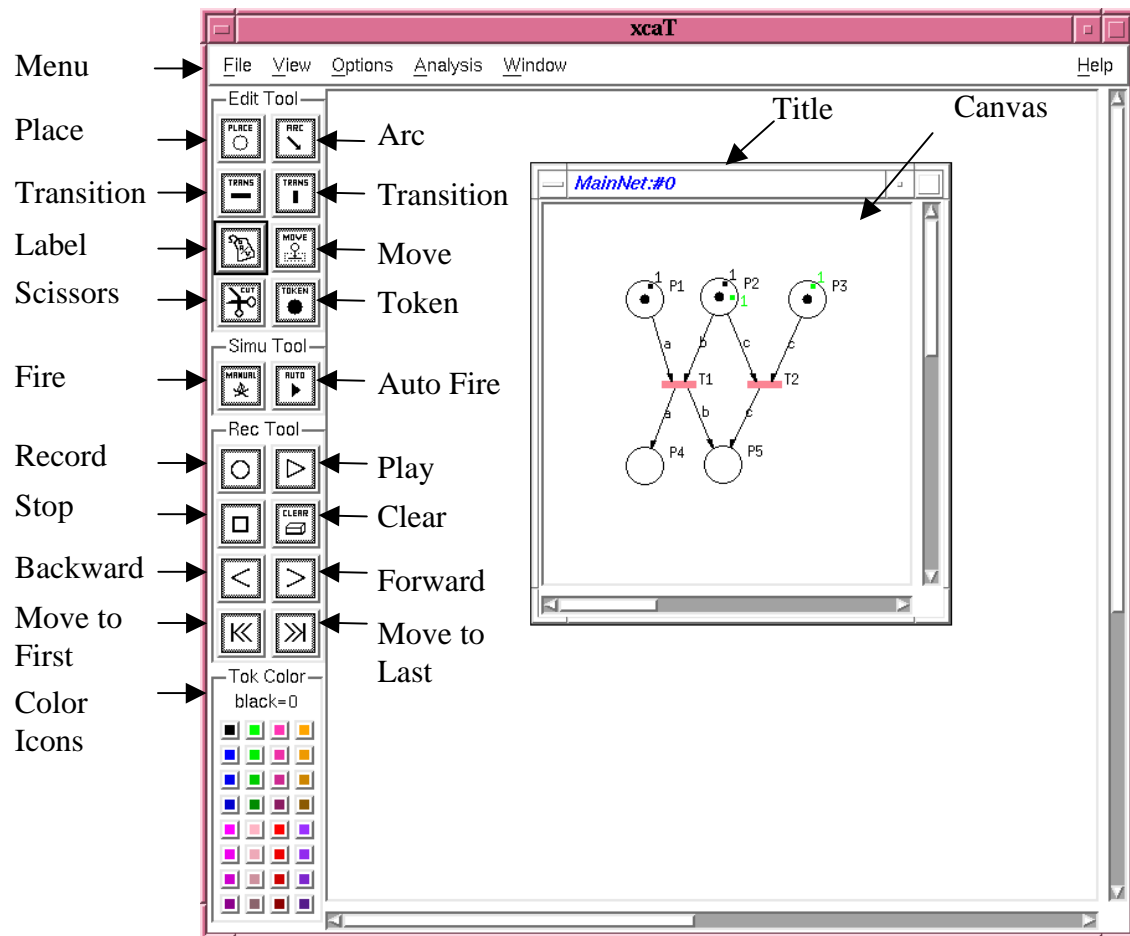 xcaT
Menu
File View Options Analysis Window Help
Edit Tool
Title
Canvas
Place
PLACE
ARC
Arc
Transition
TRANS
TRANS
Transition
MainNet:#0
Label
MOVE
Move
Scissors
CUT
TOKEN
Token
1 P1 1 P2 1 1 P3
a b c c
T1 T2
a b c
P4 P5
Simu Tool
Fire
MANUAL
AUTO
Auto Fire
Rec Tool
Record
Play
Stop
CLEAR
Clear
Backward
Forward
Move to
First
Move to
Last
Tok Color
black=0
Color
Icons